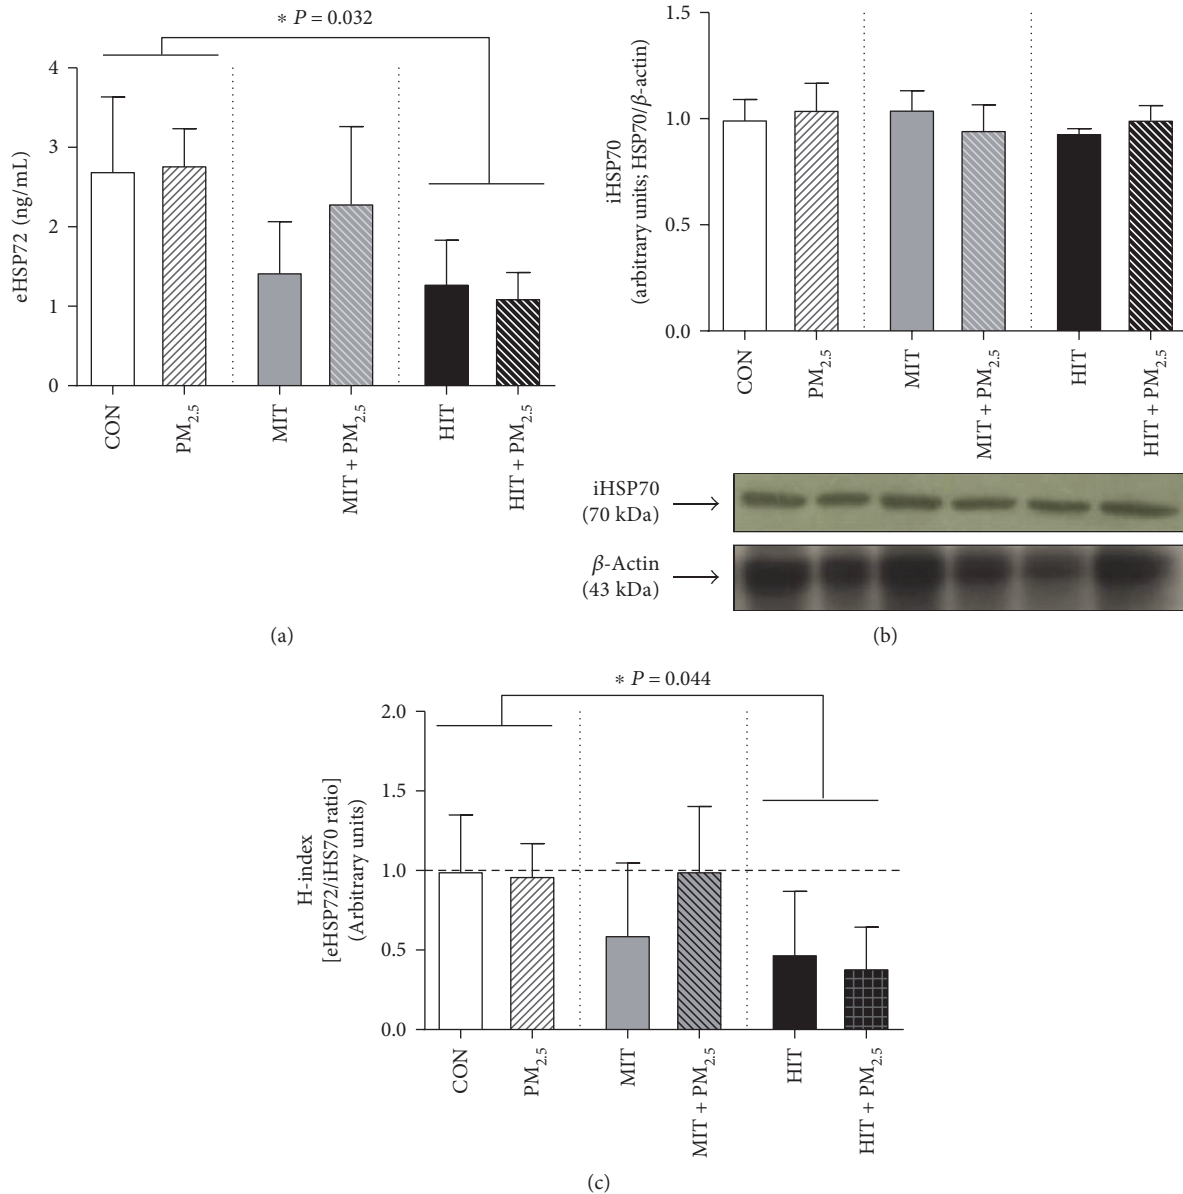 ∗ P = 0.032
eHSP72 (ng/mL)
4
3
2
1
0
CON
PM2.5
MIT
MIT + PM2.5
HIT
HIT + PM2.5
(a)
iHSP70
(arbitrary units; HSP70/β-actin)
1.5
1.0
0.5
0.0
CON
PM2.5
MIT
MIT + PM2.5
HIT
HIT + PM2.5
iHSP70
(70 kDa)
β-Actin
(43 kDa)
(b)
∗ P = 0.044
H-index
[eHSP72/iHS70 ratio]
(Arbitrary units)
2.0
1.5
1.0
0.5
0.0
CON
PM2.5
MIT
MIT + PM2.5
HIT
HIT + PM2.5
(c)